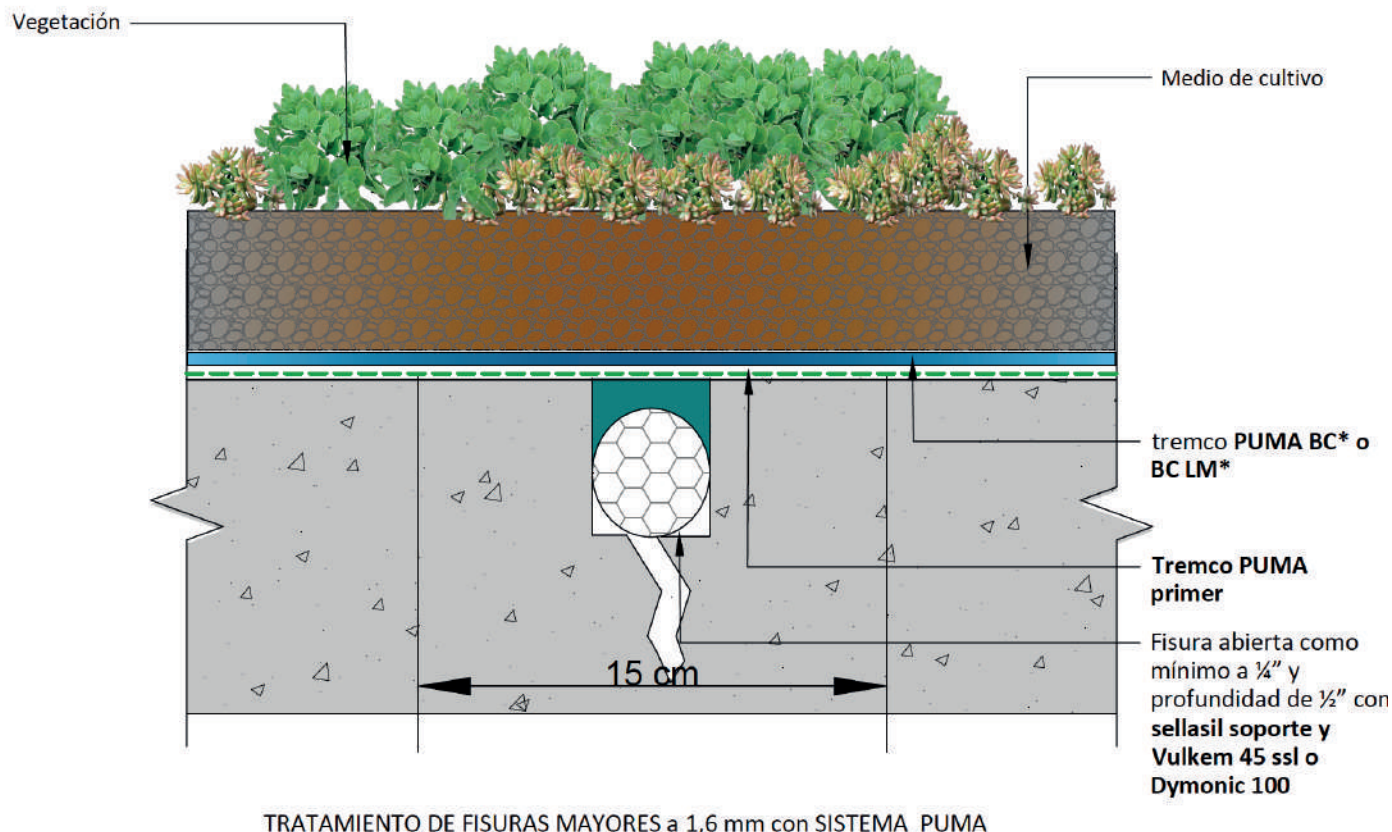 Vegetación
Medio de cultivo
tremco PUMA BC* o
BC LM*
Tremco PUMA
primer
Fisura abierta como
mínimo a ¼” y
profundidad de ½” con
sellasil soporte y
Vulkem 45 ssl o
Dymonic 100
15 cm
TRATAMIENTO DE FISURAS MAYORES a 1.6 mm con SISTEMA PUMA